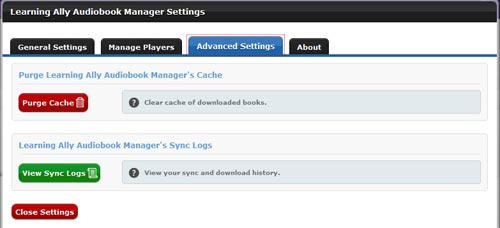 Learning Ally Audiobook Manager Settings
General Settings
Manage Players
Advanced Settings
About
Purge Learning Ally Audiobook Manager's Cache
Purge Cache
? Clear cache of downloaded books.
Learning Ally Audiobook Manager's Sync Logs
View Sync Logs
? View your sync and download history.
Close Settings